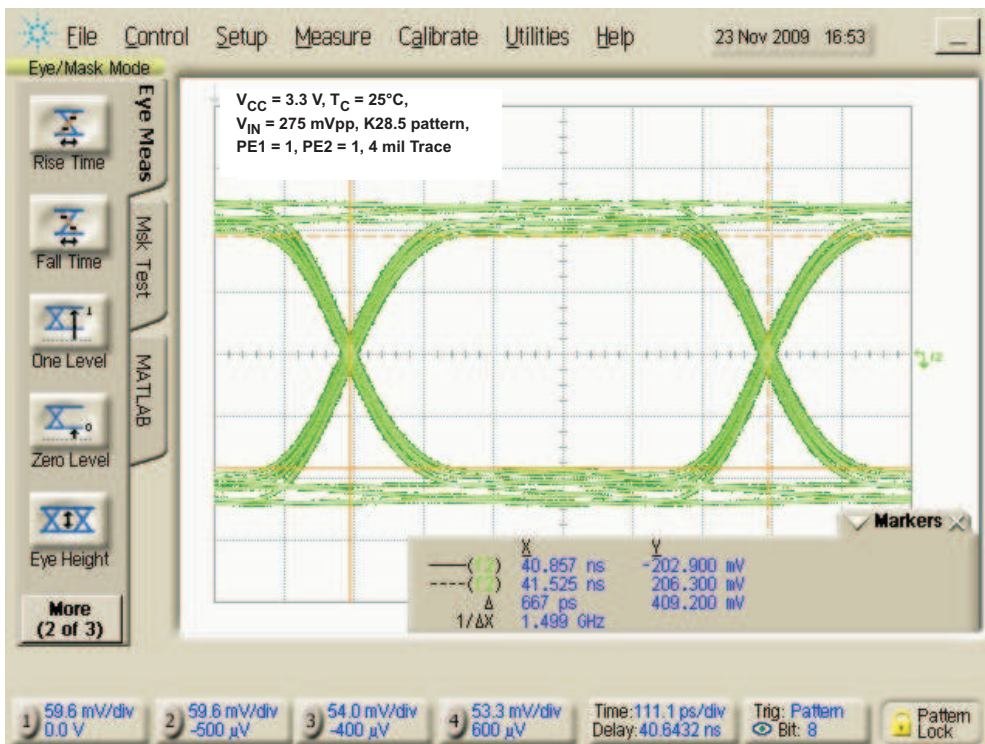 File Control Setup Measure Calibrate Utilities Help 23 Nov 2009 16:53
Eye/Mask Mode
Rise Time
Fall Time
One Level
Zero Level
Eye Height
More
(2 of 3)
Eye Meas
Msk Test
MATLAB
VCC = 3.3 V, TC = 25°C,
VIN = 275 mVpp, K28.5 pattern,
PE1 = 1, PE2 = 1, 4 mil Trace
f2
Markers
X Y
——(f2) 40.857 ns -202.900 mV
----(f2) 41.525 ns 206.300 mV
Δ 667 ps 409.200 mV
1/ΔX 1.499 GHz
1) 59.6 mV/div
0.0 V
2) 59.6 mV/div
-500 µV
3) 54.0 mV/div
-400 µV
4) 53.3 mV/div
600 µV
Time:111.1 ps/div
Delay:40.6432 ns
Trig: Pattern
Bit: 8
Pattern
Lock